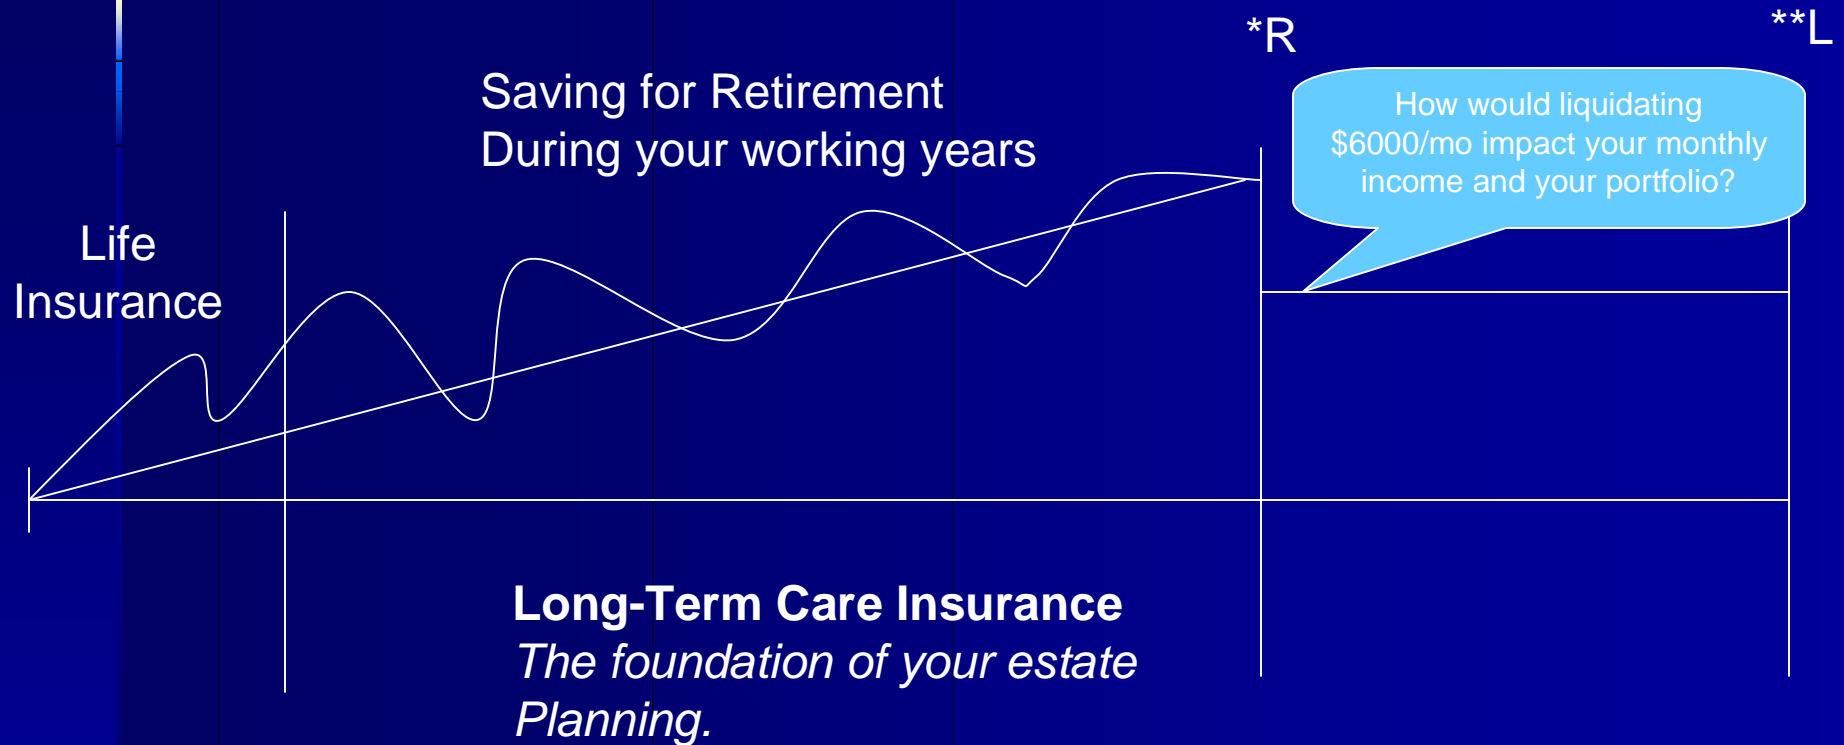 *R
**L
Saving for Retirement
During your working years
How would liquidating
$6000/mo impact your monthly
income and your portfolio?
Life
Insurance
Long-Term Care Insurance
The foundation of your estate
Planning.